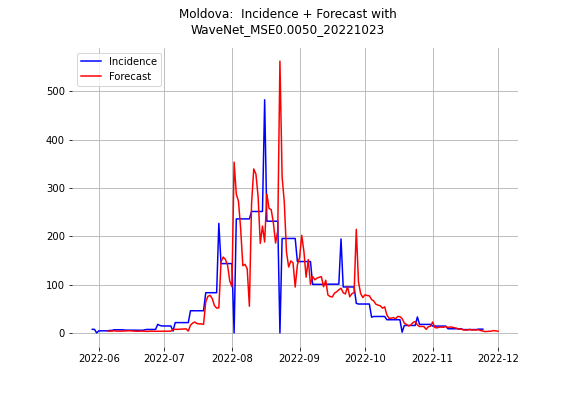 Moldova:  Incidence + Forecast with
WaveNet_MSE0.0050_20221023
Incidence
Forecast
500
400
300
200
100
0
2022-06 2022-07 2022-08 2022-09 2022-10 2022-11 2022-12